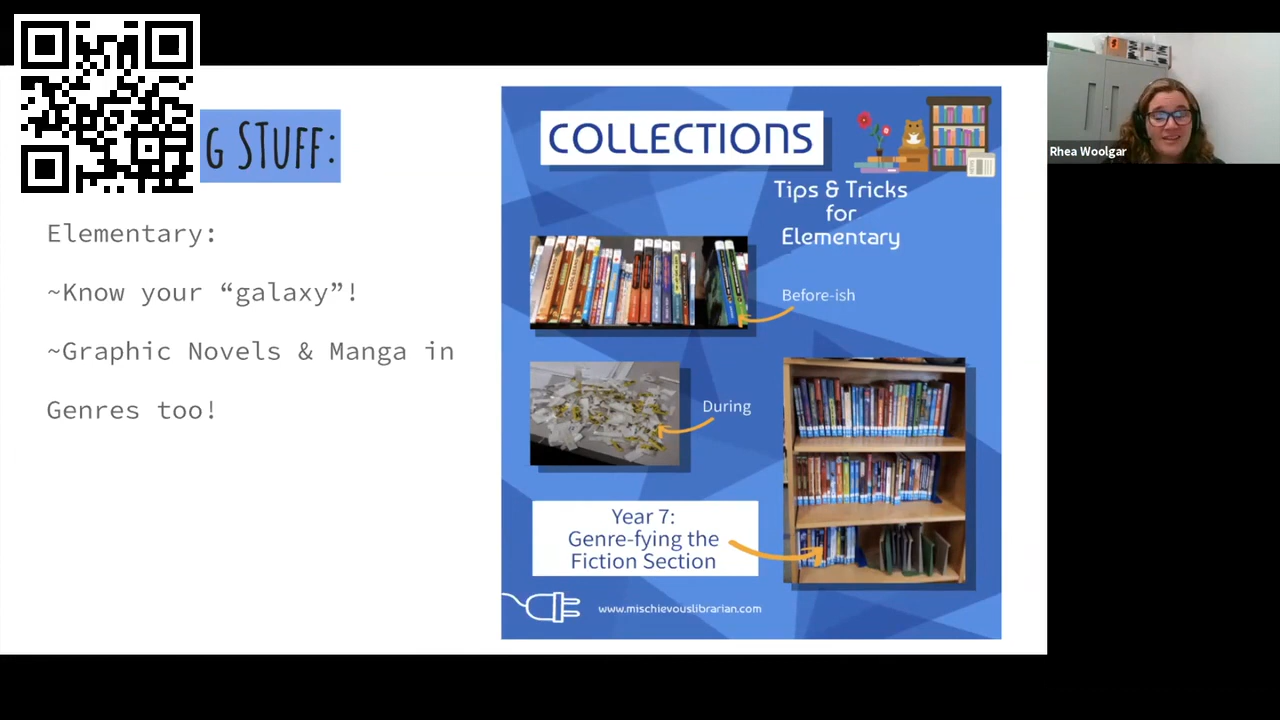 G STUFF:
Elementary:
~Know your “galaxy”!
~Graphic Novels & Manga in
Genres too!
COLLECTIONS
Tips & Tricks
for
Elementary
Before-ish
During
Year 7:
Genre-fying the
Fiction Section
www.mischievouslibrarian.com
Rhea Woolgar